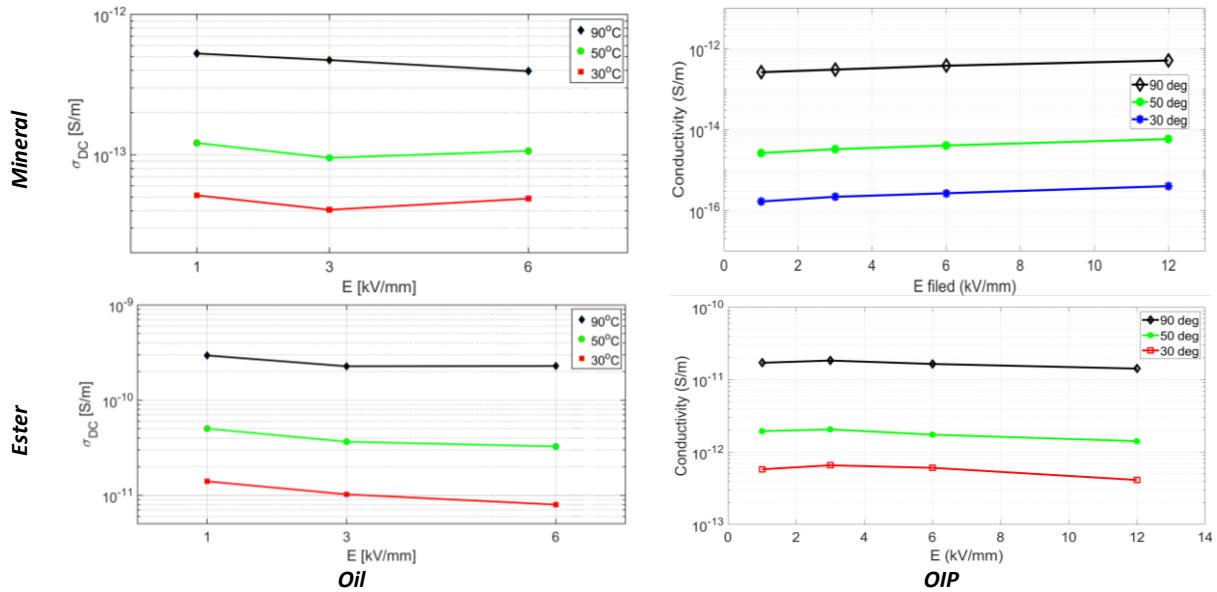 Mineral
10⁻¹²
10⁻¹³
σ_DC [S/m]
1 3 6
E [kV/mm]
90°C
50°C
30°C
10⁻¹²
10⁻¹⁴
10⁻¹⁶
Conductivity (S/m)
0 2 4 6 8 10 12
E filed (kV/mm)
90 deg
50 deg
30 deg
Ester
10⁻⁹
10⁻¹⁰
10⁻¹¹
σ_DC [S/m]
1 3 6
E [kV/mm]
90°C
50°C
30°C
10⁻¹⁰
10⁻¹¹
10⁻¹²
10⁻¹³
Conductivity (S/m)
0 2 4 6 8 10 12 14
E (kV/mm)
90 deg
50 deg
30 deg
Oil
OIP